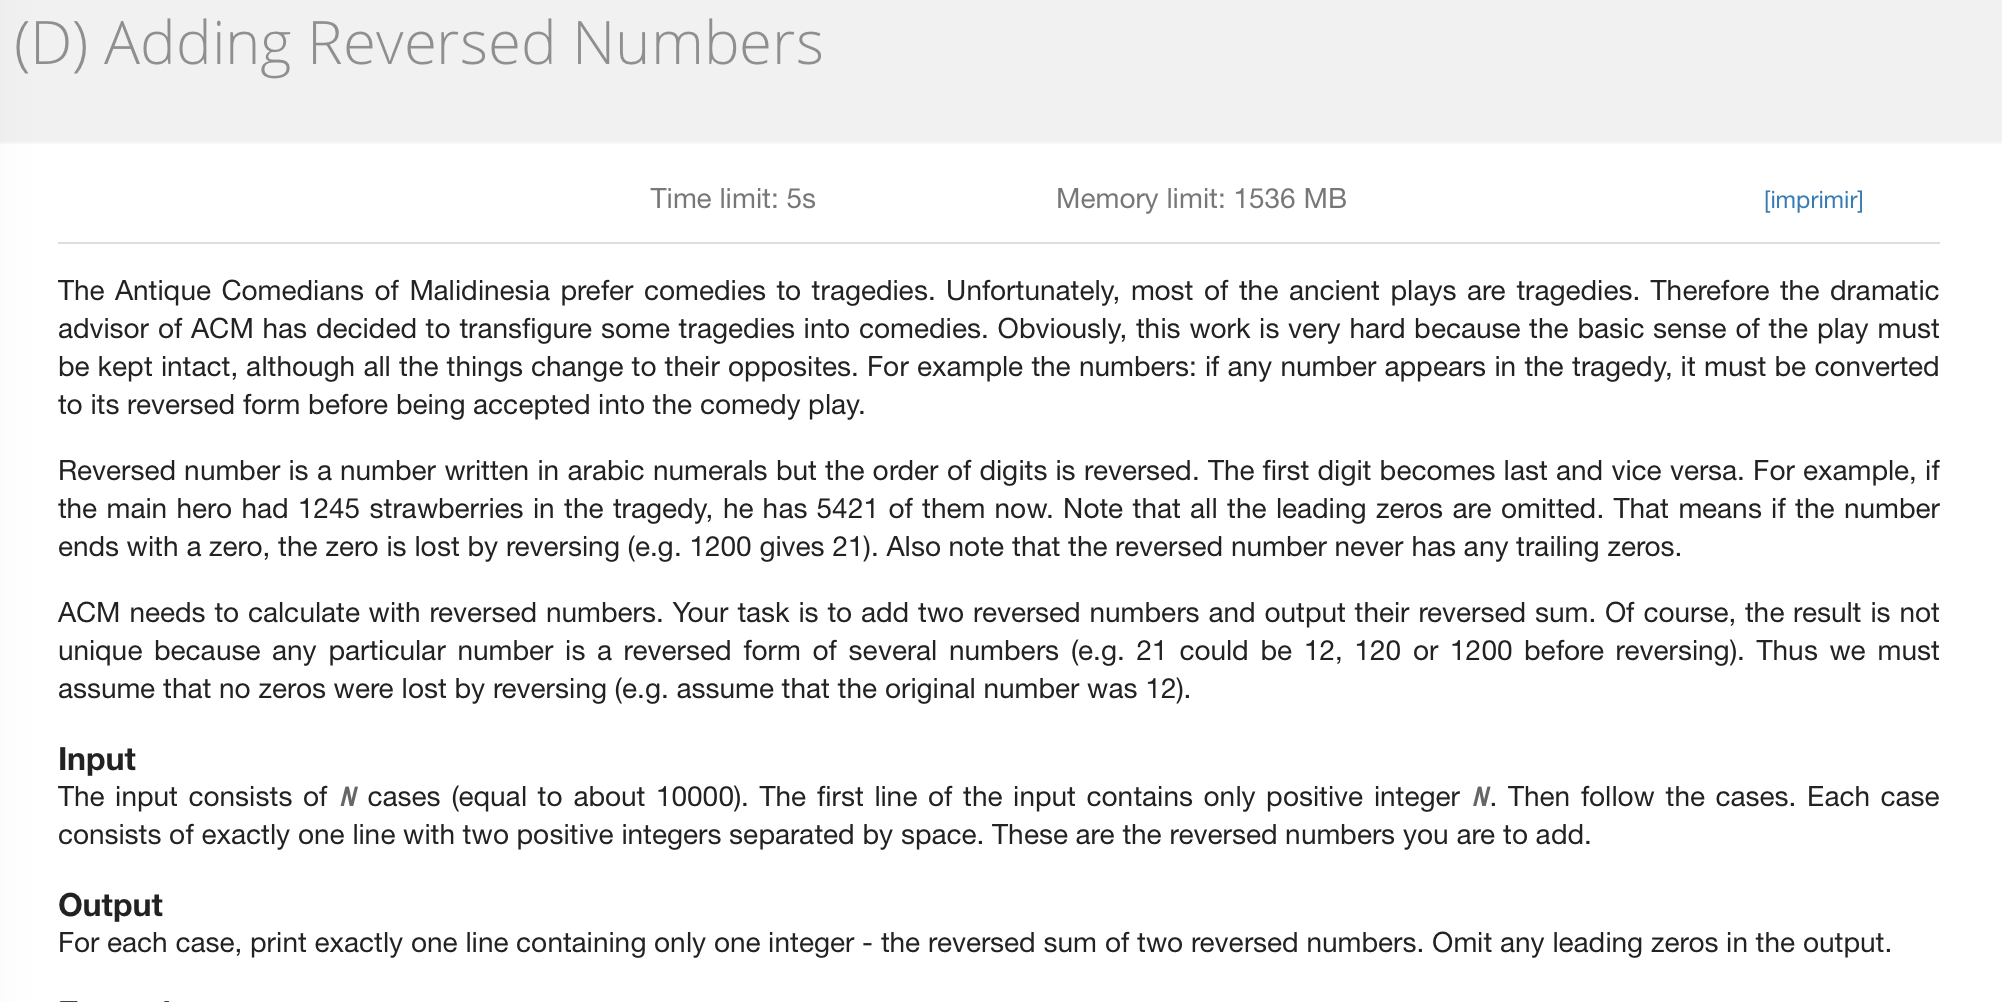 (D) Adding Reversed Numbers
Time limit: 5s Memory limit: 1536 MB [imprimir]
The Antique Comedians of Malidinesia prefer comedies to tragedies. Unfortunately, most of the ancient plays are tragedies. Therefore the dramatic
advisor of ACM has decided to transfigure some tragedies into comedies. Obviously, this work is very hard because the basic sense of the play must
be kept intact, although all the things change to their opposites. For example the numbers: if any number appears in the tragedy, it must be converted
to its reversed form before being accepted into the comedy play.
Reversed number is a number written in arabic numerals but the order of digits is reversed. The first digit becomes last and vice versa. For example, if
the main hero had 1245 strawberries in the tragedy, he has 5421 of them now. Note that all the leading zeros are omitted. That means if the number
ends with a zero, the zero is lost by reversing (e.g. 1200 gives 21). Also note that the reversed number never has any trailing zeros.
ACM needs to calculate with reversed numbers. Your task is to add two reversed numbers and output their reversed sum. Of course, the result is not
unique because any particular number is a reversed form of several numbers (e.g. 21 could be 12, 120 or 1200 before reversing). Thus we must
assume that no zeros were lost by reversing (e.g. assume that the original number was 12).
Input
The input consists of N cases (equal to about 10000). The first line of the input contains only positive integer N. Then follow the cases. Each case
consists of exactly one line with two positive integers separated by space. These are the reversed numbers you are to add.
Output
For each case, print exactly one line containing only one integer - the reversed sum of two reversed numbers. Omit any leading zeros in the output.